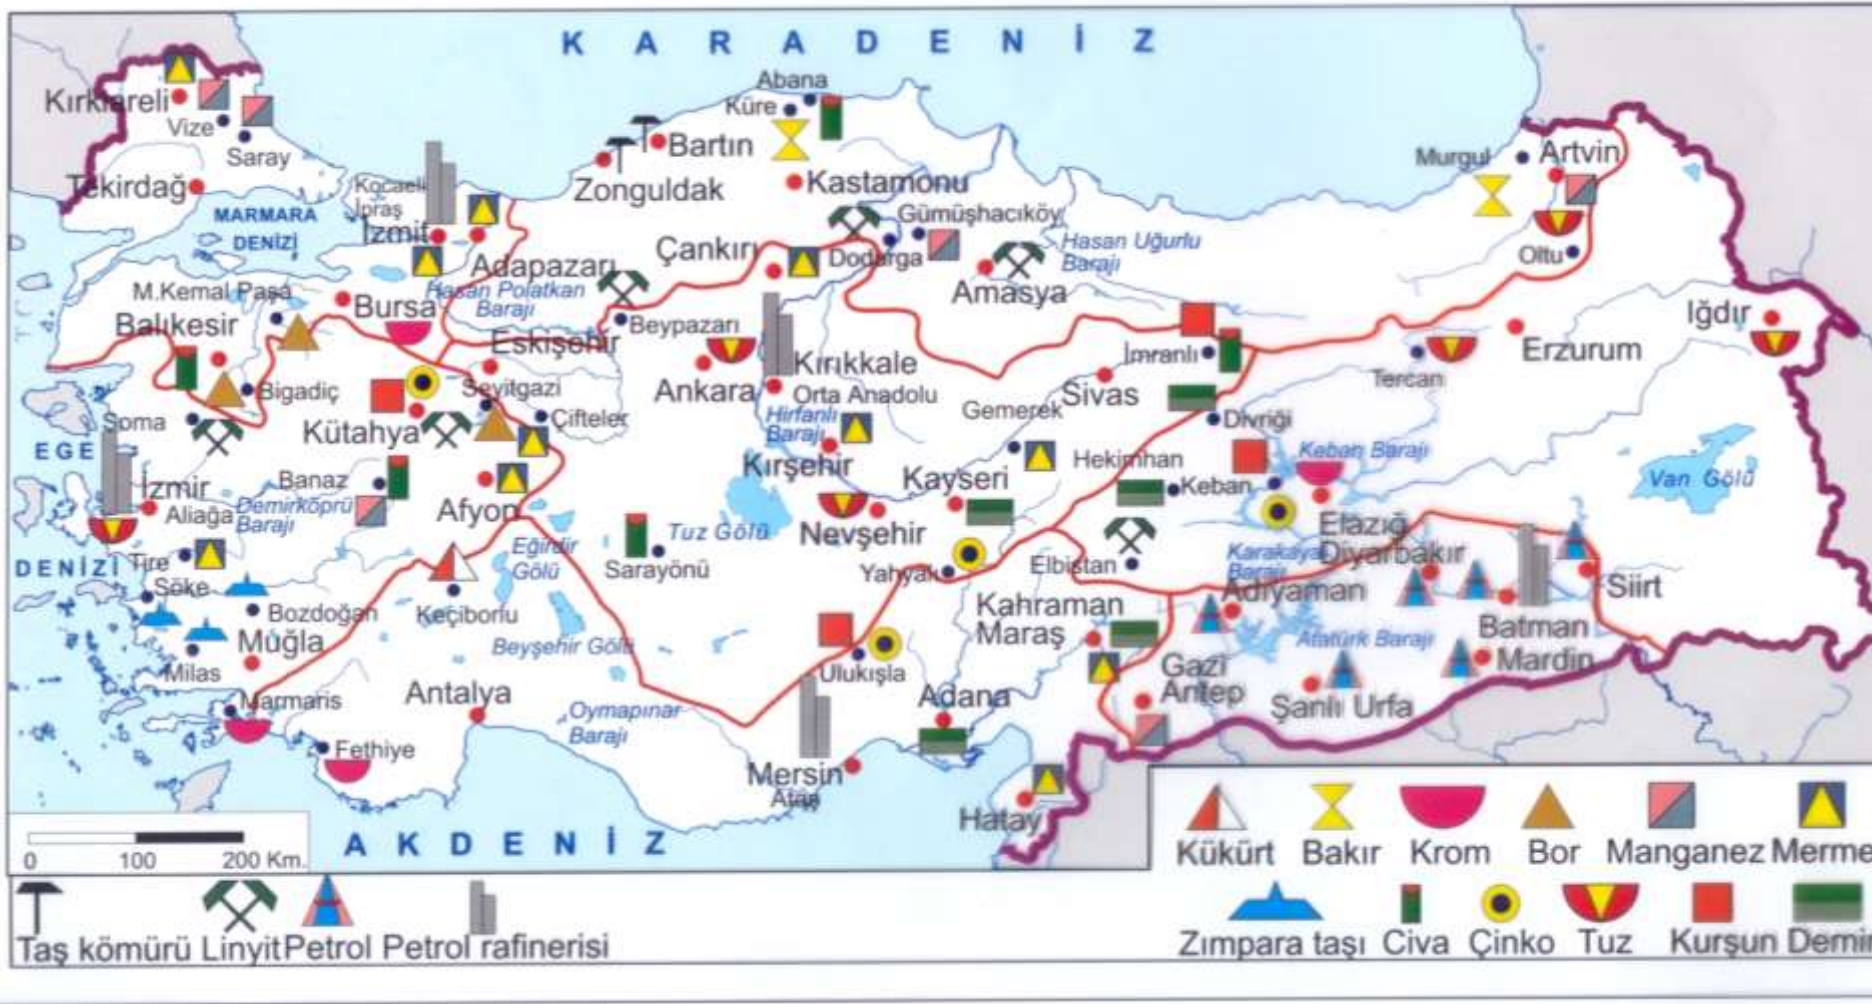 KARADENİZ
Abana
Küre
Kırklareli
Vize
Saray
Bartın
Zonguldak
Kastamonu
Murgul
Artvin
Tekirdağ
Kocaeli
İpraş
MARMARA
DENİZİ
İzmit
Adapazarı
Çankırı
Gümüşhacıköy
Dodurga
Hasan Uğurlu
Barajı
Oltu
Amasya
M.Kemal Paşa
Bursa
Hasan Polatkan
Barajı
Balıkesir
Beypazarı
Eskişehir
Iğdır
Kırıkkale
Ankara
Orta Anadolu
İmranlı
Sivas
Erzurum
Tercan
Bigadiç
Seyitgazi
Çifteler
Soma
Kütahya
Hirfanlı
Barajı
Gemerek
Divriği
EGE
DENİZİ
İzmir
Aliağa
Banaz
Demirköprü
Barajı
Afyon
Kırşehir
Kayseri
Hekimhan
Keban
Keban Barajı
Van Gölü
Nevşehir
Tuz Gölü
Sarayönü
Elazığ
Diyarbakır
Karakaya
Barajı
Tire
Söke
Bozdoğan
Keçiborlu
Eğirdir
Gölü
Yahyalı
Elbistan
Kahraman
Maraş
Adıyaman
Siirt
Batman
Mardin
Atatürk Barajı
Muğla
Milas
Beyşehir Gölü
Ulukışla
Gazi
Antep
Şanlı Urfa
Marmaris
Antalya
Adana
Oymapınar
Barajı
Fethiye
Mersin
Ataş
Hatay
AKDENİZ
0 100 200 Km.
Kükürt Bakır Krom Bor Manganez Merme
Zımpara taşı Civa Çinko Tuz Kurşun Demir
Taş kömürü Linyit Petrol Petrol rafinerisi